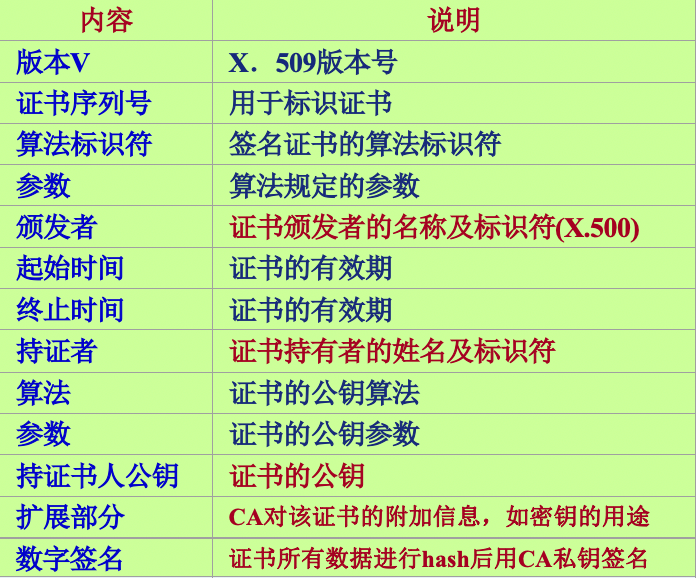 内容 说明
版本V X．509版本号
证书序列号 用于标识证书
算法标识符 签名证书的算法标识符
参数 算法规定的参数
颁发者 证书颁发者的名称及标识符(X.500)
起始时间 证书的有效期
终止时间 证书的有效期
持证者 证书持有者的姓名及标识符
算法 证书的公钥算法
参数 证书的公钥参数
持证书人公钥 证书的公钥
扩展部分 CA对该证书的附加信息，如密钥的用途
数字签名 证书所有数据进行hash后用CA私钥签名